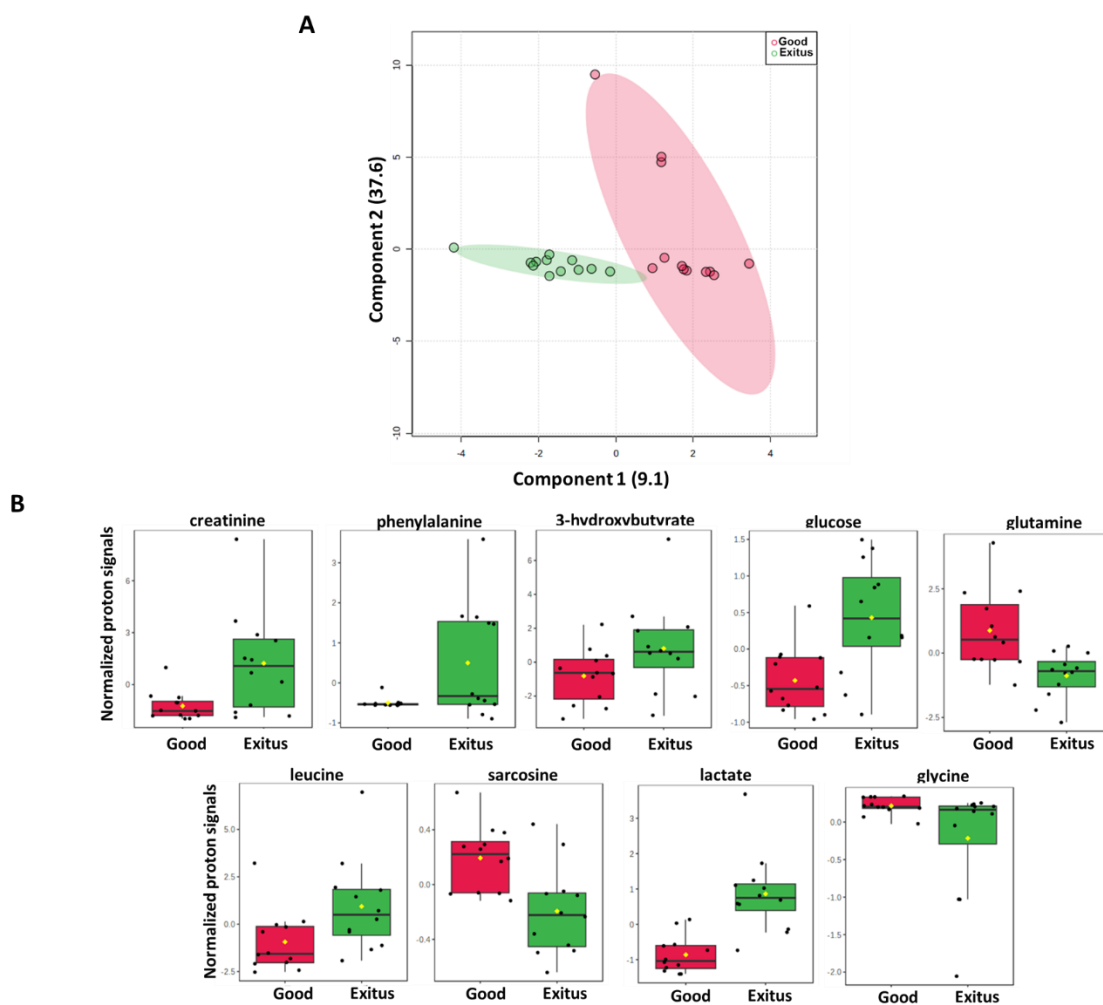 A
Good
Exitus
10
5
0
-5
-10
-4
-2
0
2
4
Component 2 (37.6)
Component 1 (9.1)
B
creatinine
phenylalanine
3-hvdroxvbutvrate
glucose
glutamine
Normalized proton signals
6
3
0
Good
Exitus
4
3
2
1
0
-1
Good
Exitus
6
4
2
0
-2
Good
Exitus
1.5
1.0
0.5
0.0
-0.5
-1.0
Good
Exitus
2.5
0.0
-2.5
Good
Exitus
leucine
sarcosine
lactate
glycine
Normalized proton signals
5.0
2.5
0.0
-2.5
Good
Exitus
0.4
0.0
-0.4
Good
Exitus
3
2
1
0
-1
Good
Exitus
0.0
-0.5
-1.0
-1.5
-2.0
Good
Exitus